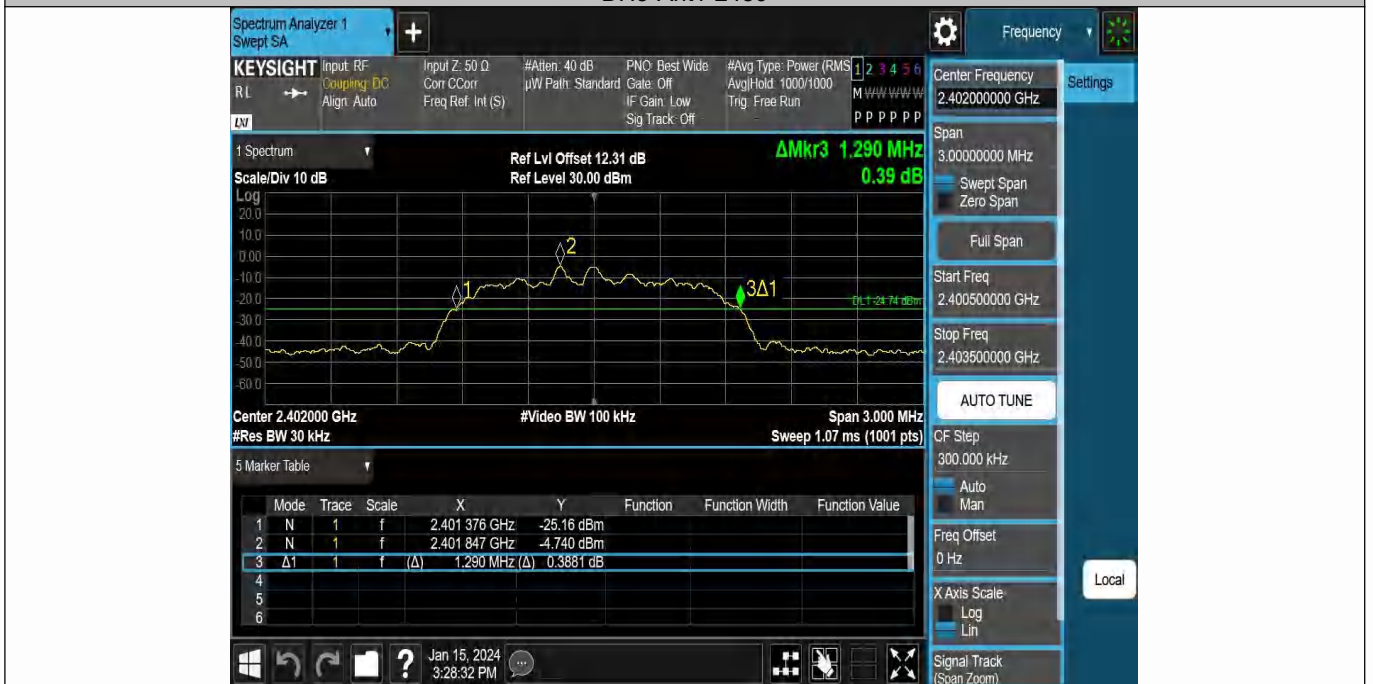 Spectrum Analyzer 1
Swept SA
Frequency
KEYSIGHT
RL
LXI
Input: RF
Coupling: DC
Align: Auto
Input Z: 50 Ω
Corr CCorr
Freq Ref: Int (S)
#Atten: 40 dB
µW Path: Standard
PNO: Best Wide
Gate: Off
IF Gain: Low
Sig Track: Off
#Avg Type: Power (RMS
Avg|Hold: 1000/1000
Trig: Free Run
1 2 3 4 5 6
M W W W W W
P P P P P P
1 Spectrum
Scale/Div 10 dB
Ref Lvl Offset 12.31 dB
Ref Level 30.00 dBm
ΔMkr3 1.290 MHz
0.39 dB
Log
20.0
10.0
0.00
-10.0
-20.0
-30.0
-40.0
-50.0
-60.0
1
2
3Δ1
DL1 -24.74 dBm
Center 2.402000 GHz
#Video BW 100 kHz
Span 3.000 MHz
#Res BW 30 kHz
Sweep 1.07 ms (1001 pts)
5 Marker Table
Mode Trace Scale X Y Function Function Width Function Value
1 N 1 f 2.401 376 GHz -25.16 dBm
2 N 1 f 2.401 847 GHz -4.740 dBm
3 Δ1 1 f (Δ) 1.290 MHz (Δ) 0.3881 dB
4
5
6
Jan 15, 2024
3:28:32 PM
Center Frequency
2.402000000 GHz
Settings
Span
3.00000000 MHz
Swept Span
Zero Span
Full Span
Start Freq
2.400500000 GHz
Stop Freq
2.403500000 GHz
AUTO TUNE
CF Step
300.000 kHz
Auto
Man
Freq Offset
0 Hz
X Axis Scale
Log
Lin
Local
Signal Track
(Span Zoom)